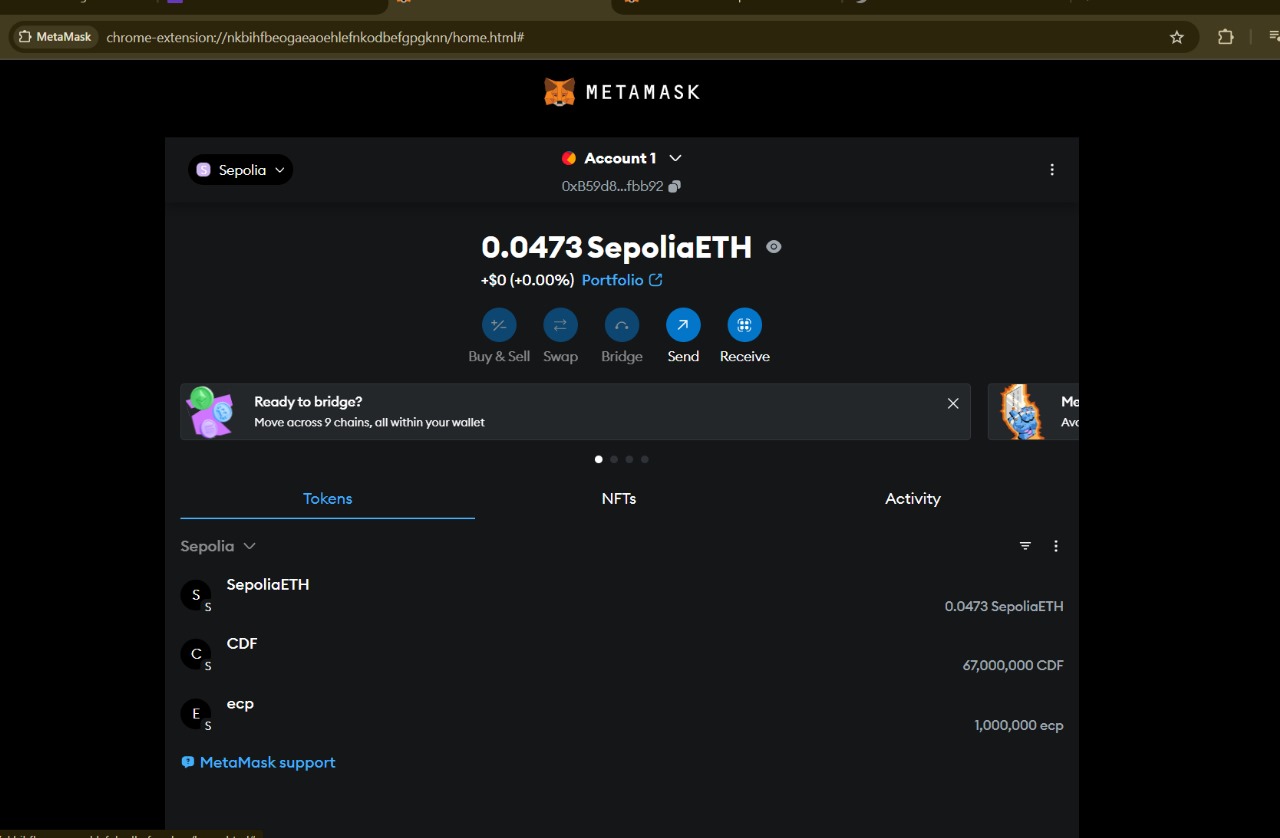 MetaMask
chrome-extension://nkbihfbeogaeaoehlefnkodbefgpgknn/home.html#
METAMASK
S Sepolia
Account 1
0xB59d8...fbb92
0.0473 SepoliaETH
+$0 (+0.00%) Portfolio
Buy & Sell Swap Bridge Send Receive
Ready to bridge?
Move across 9 chains, all within your wallet
Me
Avo
Tokens NFTs Activity
Sepolia
S S SepoliaETH
0.0473 SepoliaETH
C S CDF
67,000,000 CDF
E S ecp
1,000,000 ecp
MetaMask support